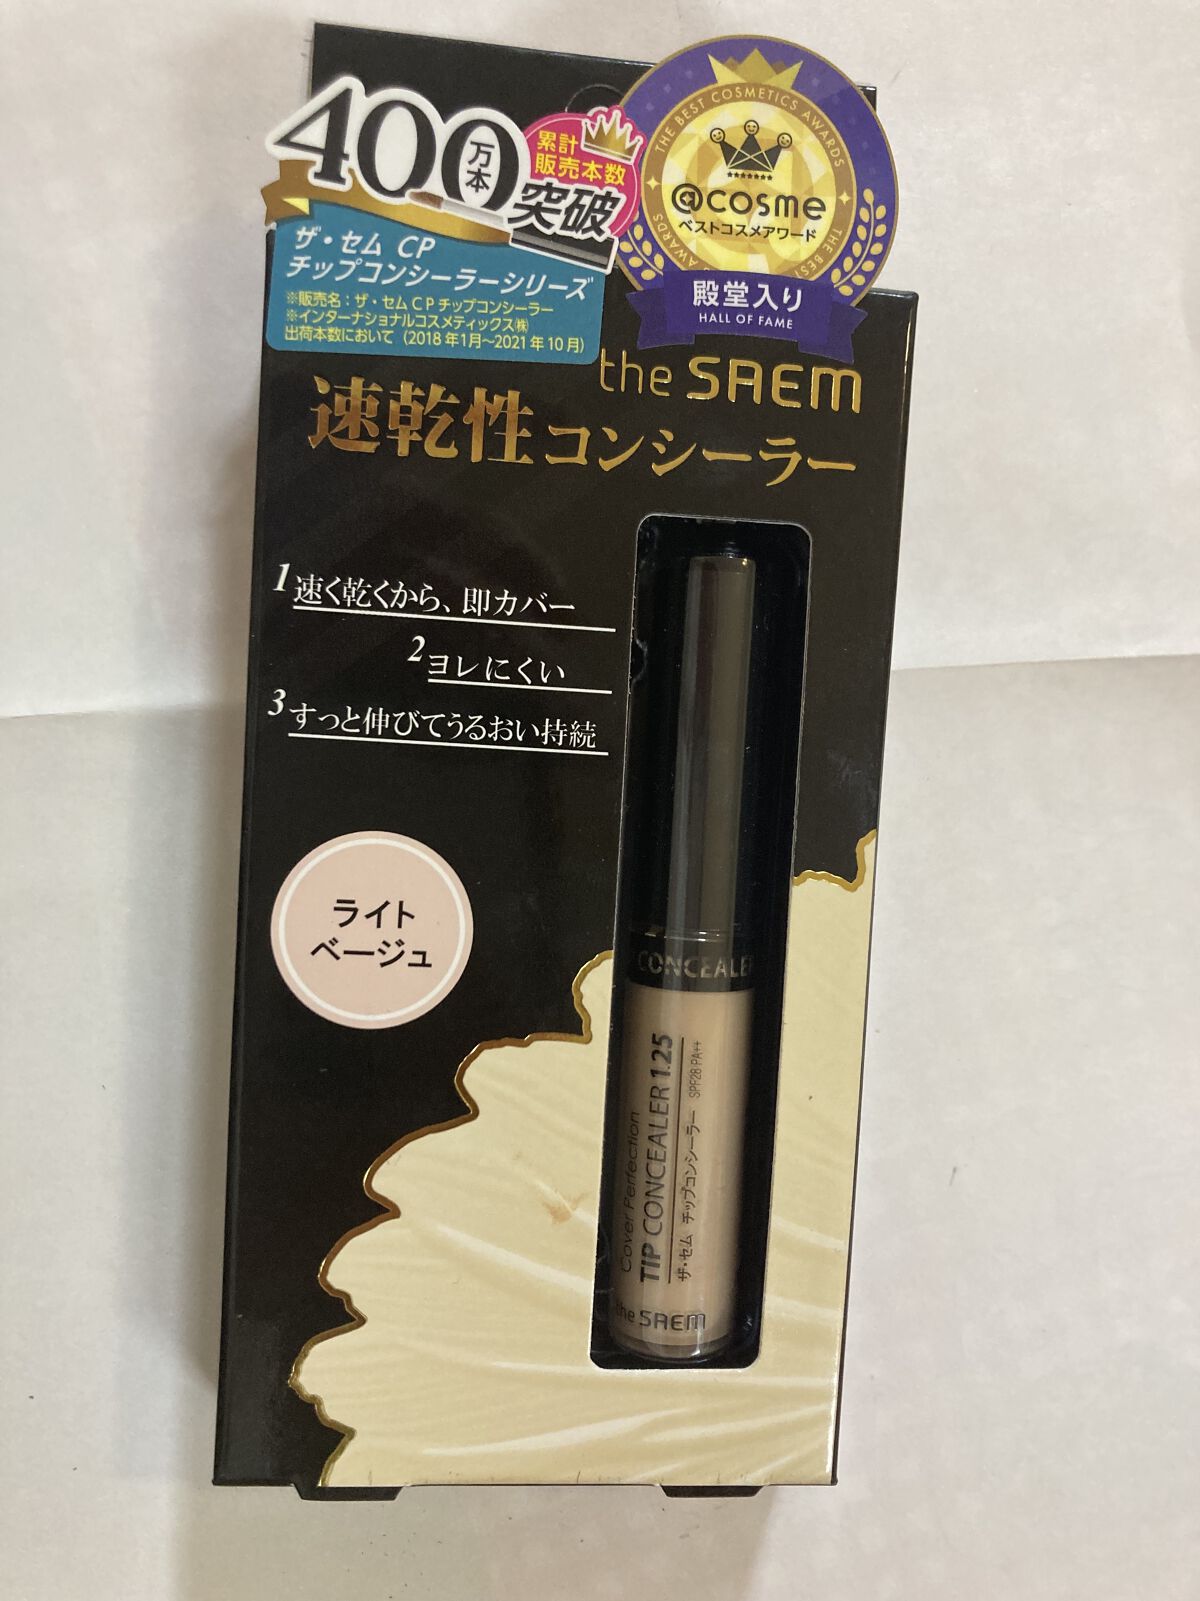 400万本突破
累計
販売本数
ザ・セム CP
チップコンシーラーシリーズ
※販売名：ザ・セムＣＰチップコンシーラー
※インターナショナルコスメティックス㈱
出荷本数において（2018年1月～2021年10月）
THE BEST COSMETICS AWARDS
@cosme
ベストコスメアワード
殿堂入り
HALL OF FAME
the SAEM
速乾性コンシーラー
1 速く乾くから、即カバー
2 ヨレにくい
3 すっと伸びてうるおい持続
ライト
ベージュ
CONCEALER
Cover Perfection
TIP CONCEALER 1.25
ザ・セム チップコンシーラー SPF28 PA++
the SAEM